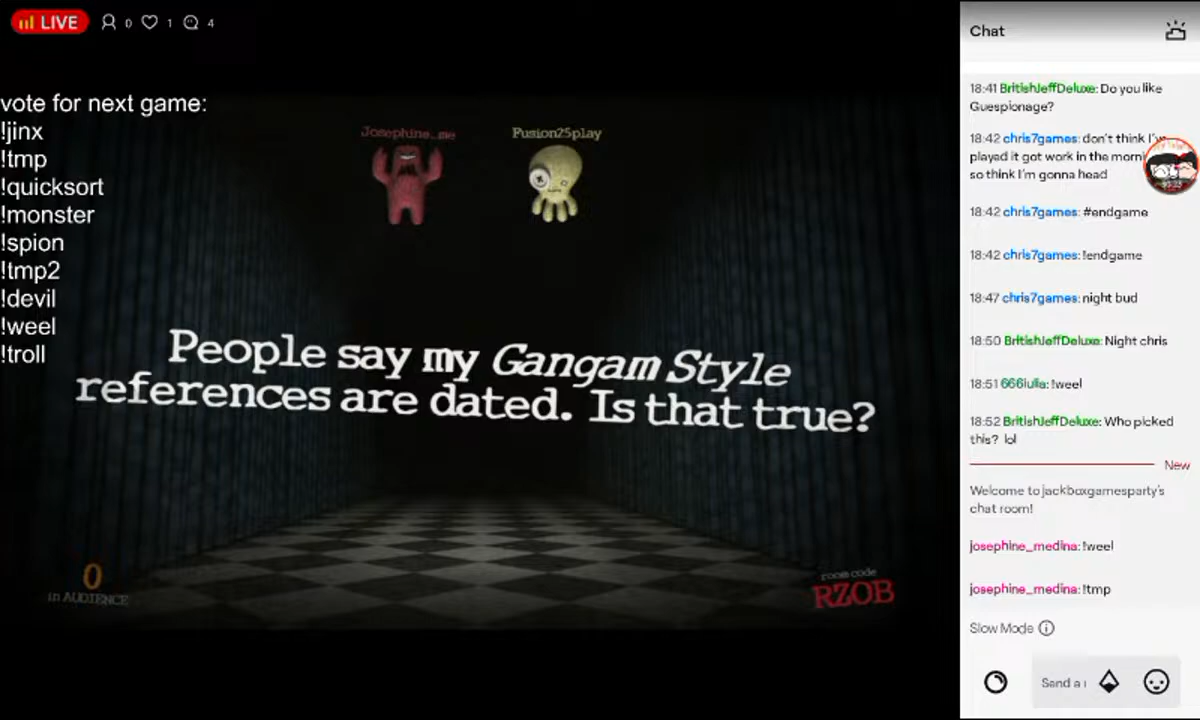 LIVE 0 1 4
vote for next game:
!jinx
!tmp
!quicksort
!monster
!spion
!tmp2
!devil
!weel
!troll
Josephine_me
Fusion25play
People say my Gangam Style
references are dated. Is that true?
0
in AUDIENCE
room code
RZOB
Chat
18:41 BritishJeffDeluxe: Do you like
Guespionage?
18:42 chris7games: don't think I'v
played it got work in the morni
so think I'm gonna head
18:42 chris7games: #endgame
18:42 chris7games: !endgame
18:47 chris7games: night bud
18:50 BritishJeffDeluxe: Night chris
18:51 666iulia: !weel
18:52 BritishJeffDeluxe: Who picked
this? lol
New
Welcome to jackboxgamesparty's
chat room!
josephine_medina: !weel
josephine_medina: !tmp
Slow Mode
Send a